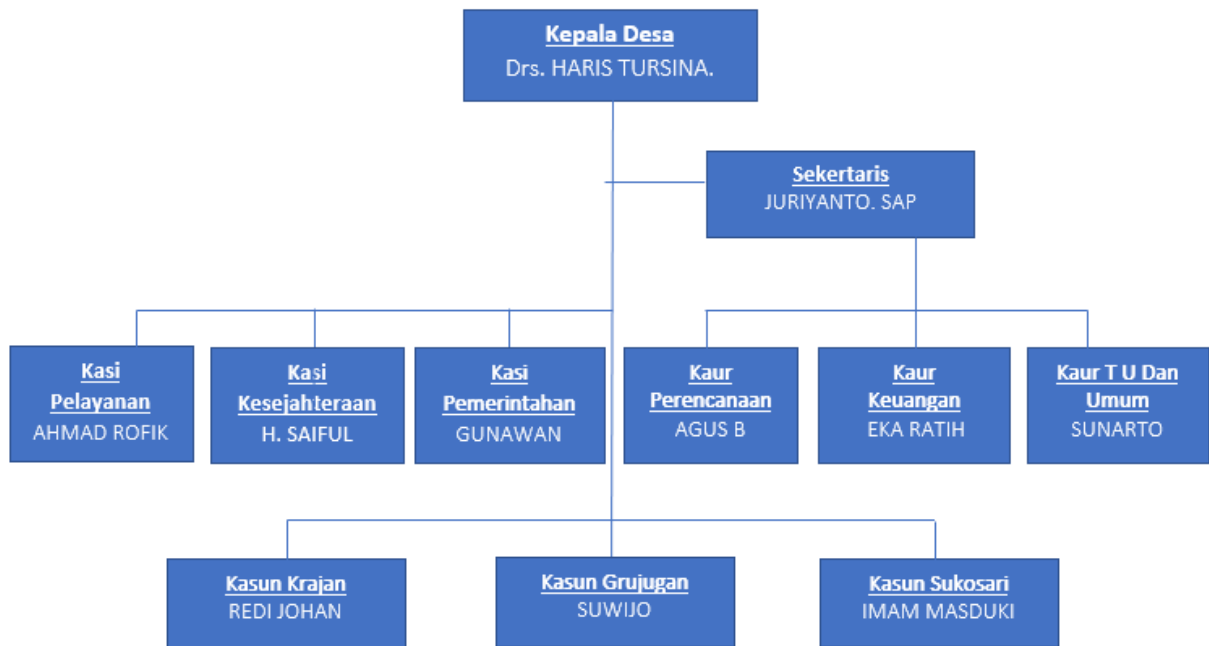 Kepala Desa
Drs. HARIS TURSINA.
Sekertaris
JURIYANTO. SAP
Kasi
Pelayanan
AHMAD ROFIK
Kasi
Kesejahteraan
H. SAIFUL
Kasi
Pemerintahan
GUNAWAN
Kaur
Perencanaan
AGUS B
Kaur
Keuangan
EKA RATIH
Kaur T U Dan
Umum
SUNARTO
Kasun Krajan
REDI JOHAN
Kasun Grujugan
SUWIJO
Kasun Sukosari
IMAM MASDUKI